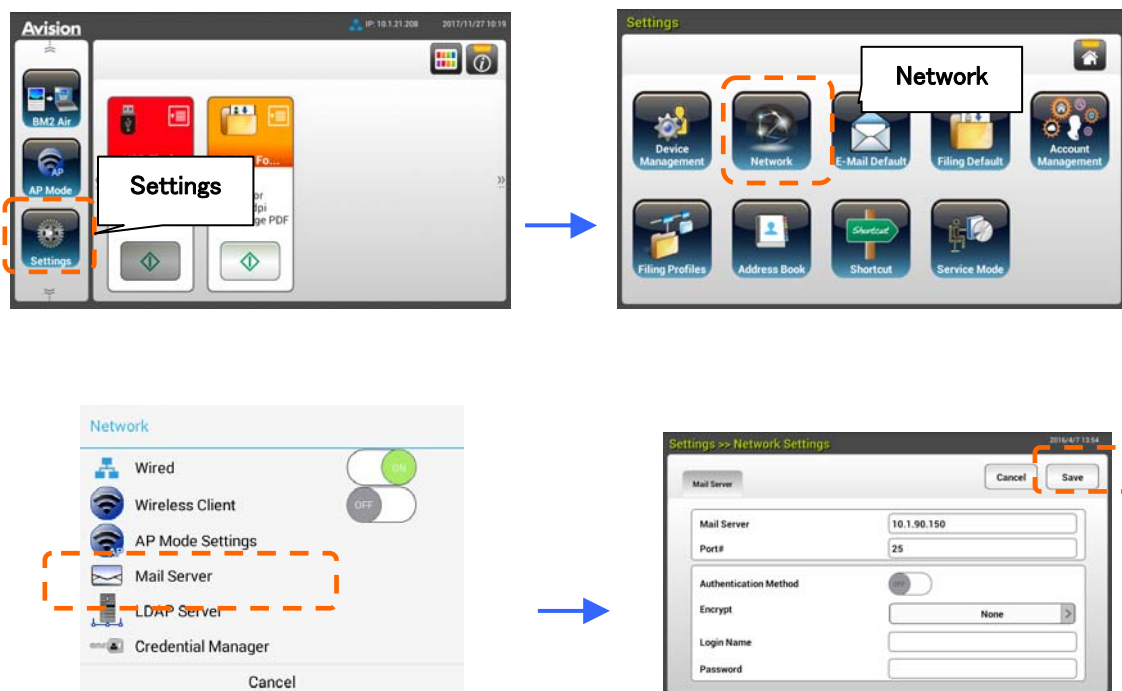 Avision
IP: 10.1.21.208 2017/11/27 10:19
BM2 Air
AP Mode
Settings
Fo...
or
dpi
ge PDF
Settings
Settings
Network
Device
Management
Network
E-Mail Default
Filing Default
Account
Management
Filing Profiles
Address Book
Shortcut
Shortcut
Service Mode
Network
Wired
ON
Wireless Client
OFF
AP
AP Mode Settings
Mail Server
LDAP Server
Credential Manager
Cancel
Settings >> Network Settings 2016/4/7 13:54
Mail Server
Cancel
Save
Mail Server 10.1.90.150
Port# 25
Authentication Method OFF
Encrypt None
Login Name
Password